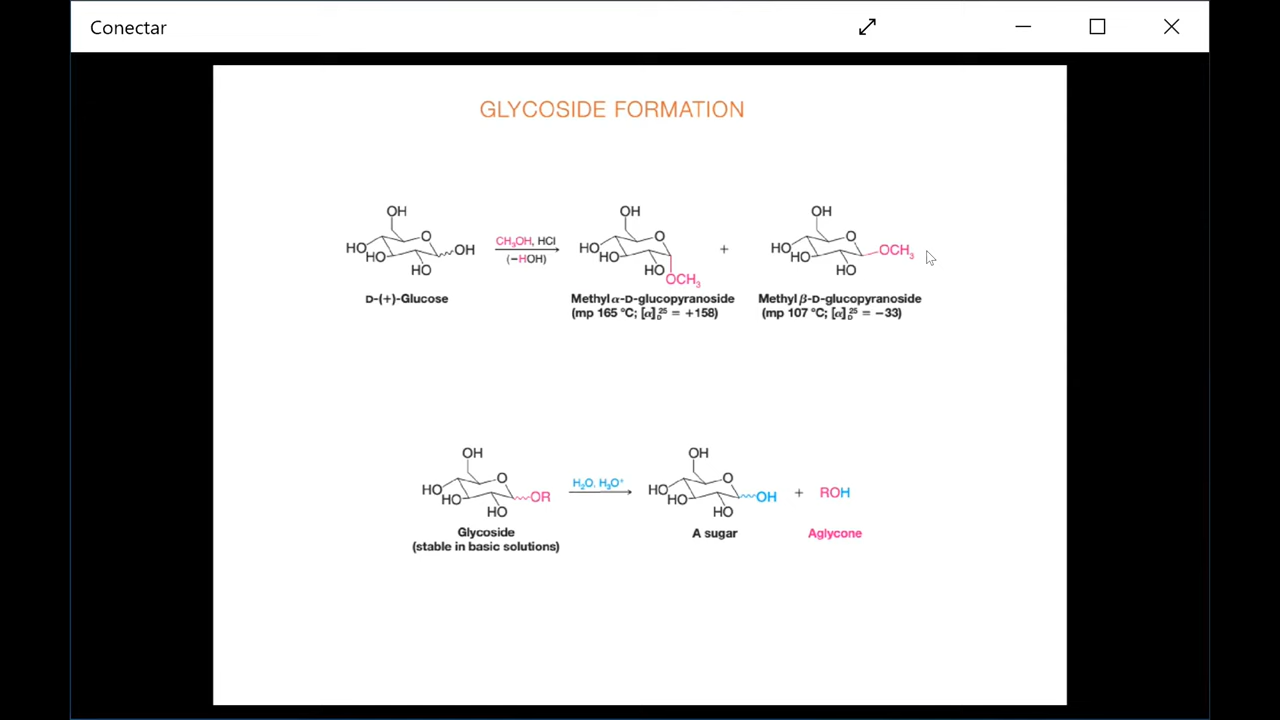 Conectar
GLYCOSIDE FORMATION
OH
HO
HO
O
OH
HO
CH₃OH, HCl
(−HOH)
D-(+)-Glucose
OH
HO
HO
O
HO
OCH₃
Methyl α-D-glucopyranoside
(mp 165 °C; [α]D25 = +158)
+
OH
HO
HO
O
HO
OCH₃
Methyl β-D-glucopyranoside
(mp 107 °C; [α]D25 = −33)
OH
HO
HO
O
OR
HO
Glycoside
(stable in basic solutions)
H₂O, H₃O⁺
OH
HO
HO
O
OH
HO
A sugar
+
ROH
Aglycone